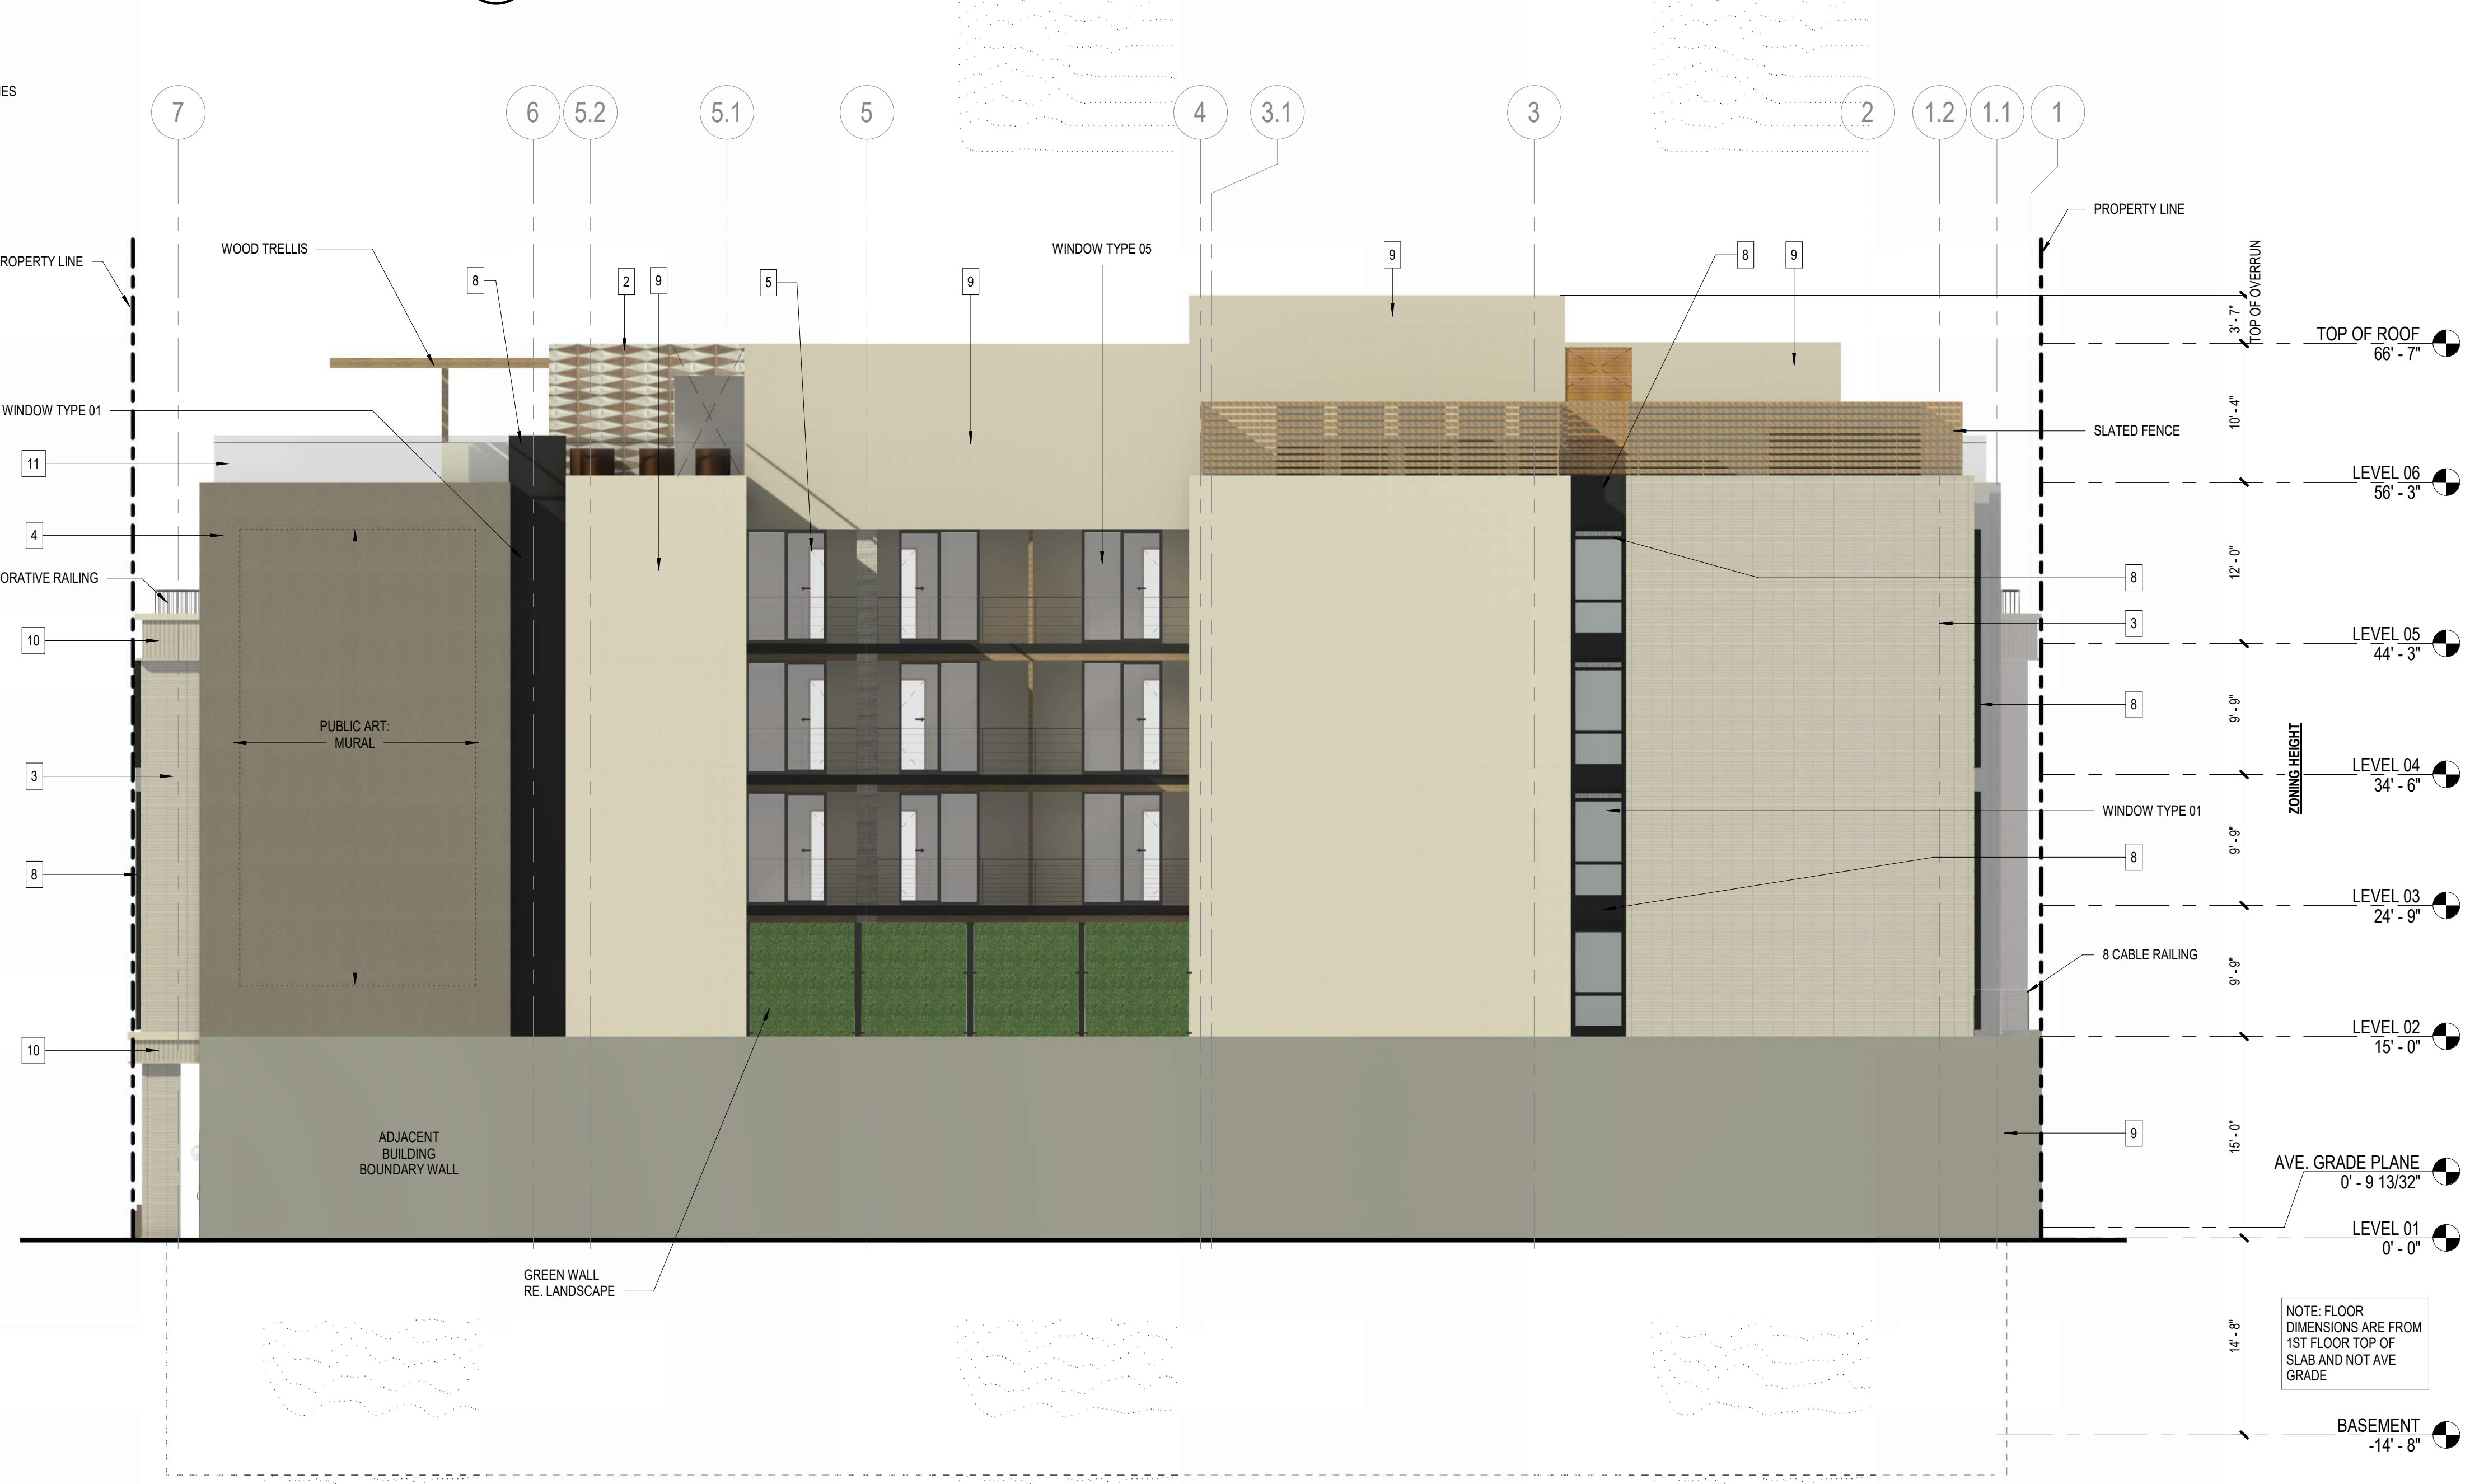 ES
7
6
5.2
5.1
5
4
3.1
3
2
1.2
1.1
1
PROPERTY LINE
ROPERTY LINE
WOOD TRELLIS
WINDOW TYPE 05
8
2
9
5
9
9
8
9
TOP OF OVERRUN
3' - 7"
TOP OF ROOF
66' - 7"
WINDOW TYPE 01
10' - 4"
SLATED FENCE
11
LEVEL 06
56' - 3"
4
12' - 0"
ORATIVE RAILING
8
3
10
LEVEL 05
44' - 3"
9' - 9"
8
PUBLIC ART:
MURAL
ZONING HEIGHT
3
LEVEL 04
34' - 6"
WINDOW TYPE 01
9' - 9"
8
8
LEVEL 03
24' - 9"
8 CABLE RAILING
9' - 9"
LEVEL 02
15' - 0"
10
ADJACENT
BUILDING
BOUNDARY WALL
9
15' - 0"
AVE. GRADE PLANE
0' - 9 13/32"
LEVEL 01
0' - 0"
GREEN WALL
RE. LANDSCAPE
14' - 8"
NOTE: FLOOR
DIMENSIONS ARE FROM
1ST FLOOR TOP OF
SLAB AND NOT AVE
GRADE
BASEMENT
-14' - 8"